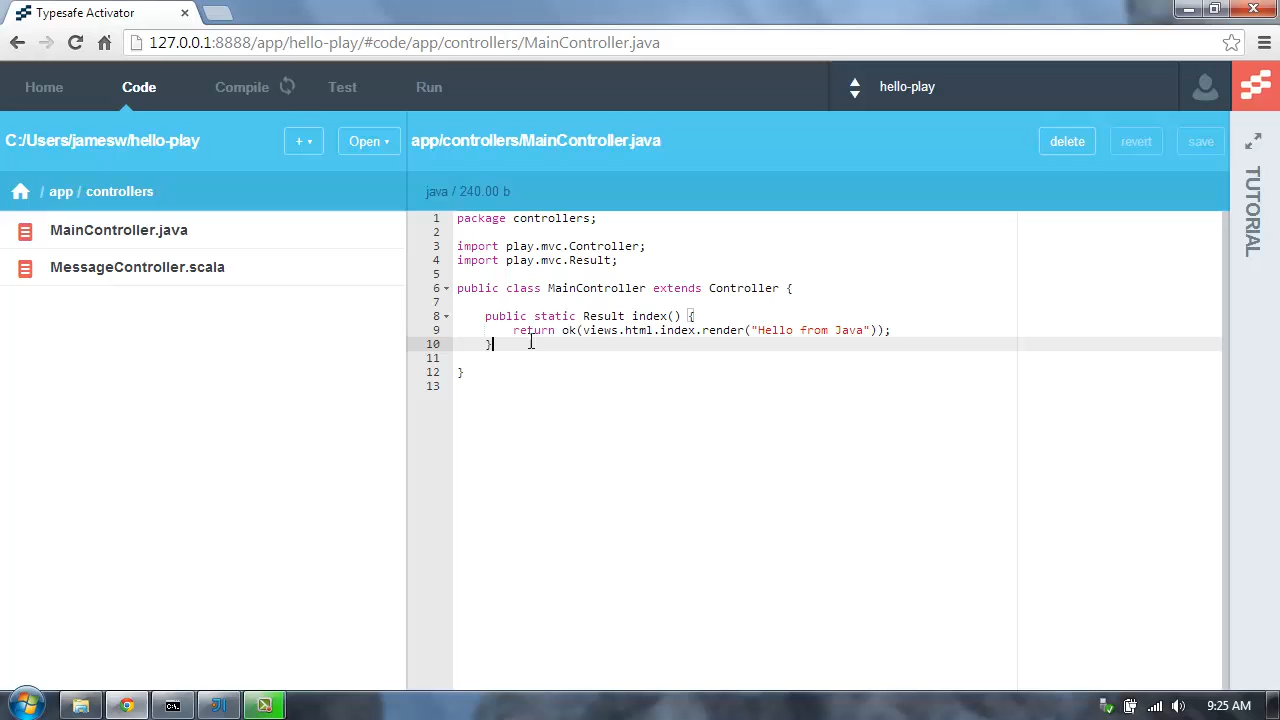 Typesafe Activator
127.0.0.1:8888/app/hello-play/#code/app/controllers/MainController.java
Home Code Compile Test Run hello-play
C:/Users/jamesw/hello-play + Open app/controllers/MainController.java delete revert save
/ app / controllers java / 240.00 b
TUTORIAL
MainController.java
MessageController.scala
1 package controllers;
2
3 import play.mvc.Controller;
4 import play.mvc.Result;
5
6 public class MainController extends Controller {
7
8 public static Result index() {
9 return ok(views.html.index.render("Hello from Java"));
10 }
11
12 }
13
9:25 AM